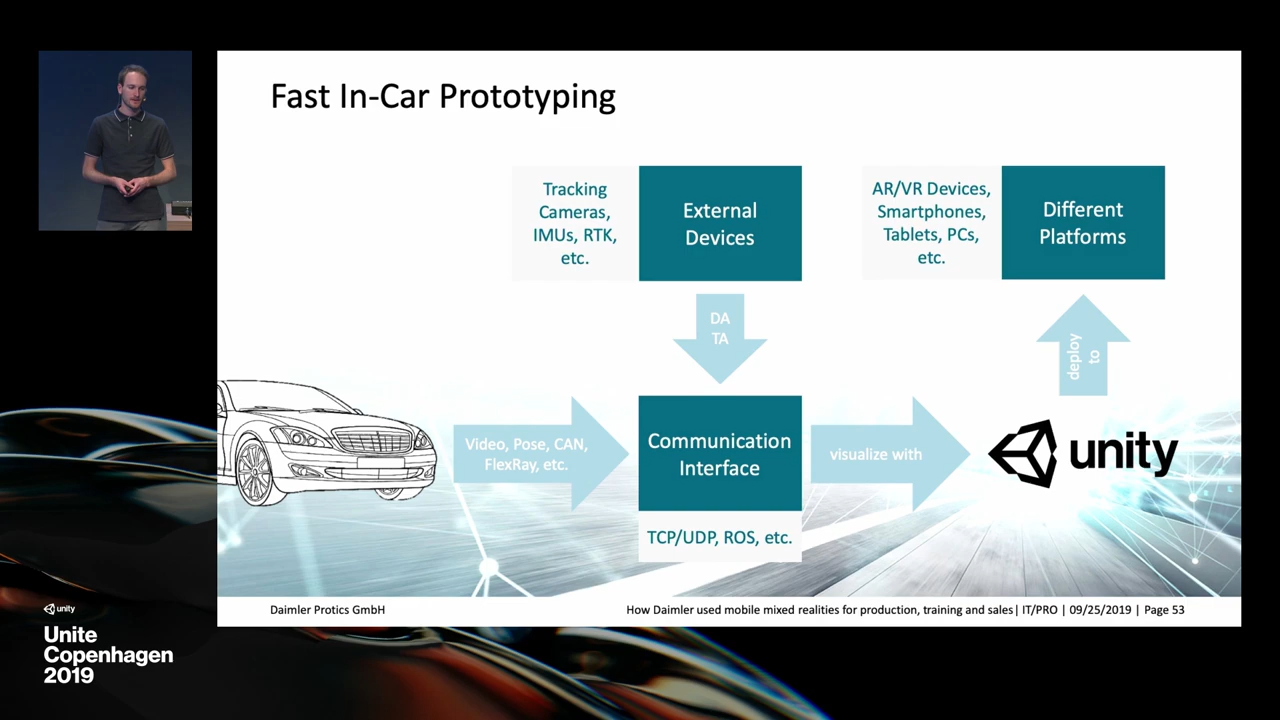 Fast In-Car Prototyping
Tracking
Cameras,
IMUs, RTK,
etc.
External
Devices
AR/VR Devices,
Smartphones,
Tablets, PCs,
etc.
Different
Platforms
DA
TA
deploy
to
Video, Pose, CAN,
FlexRay, etc.
Communication
Interface
visualize with
unity
TCP/UDP, ROS, etc.
Daimler Protics GmbH
How Daimler used mobile mixed realities for production, training and sales| IT/PRO | 09/25/2019 | Page 53
unity
Unite
Copenhagen
2019